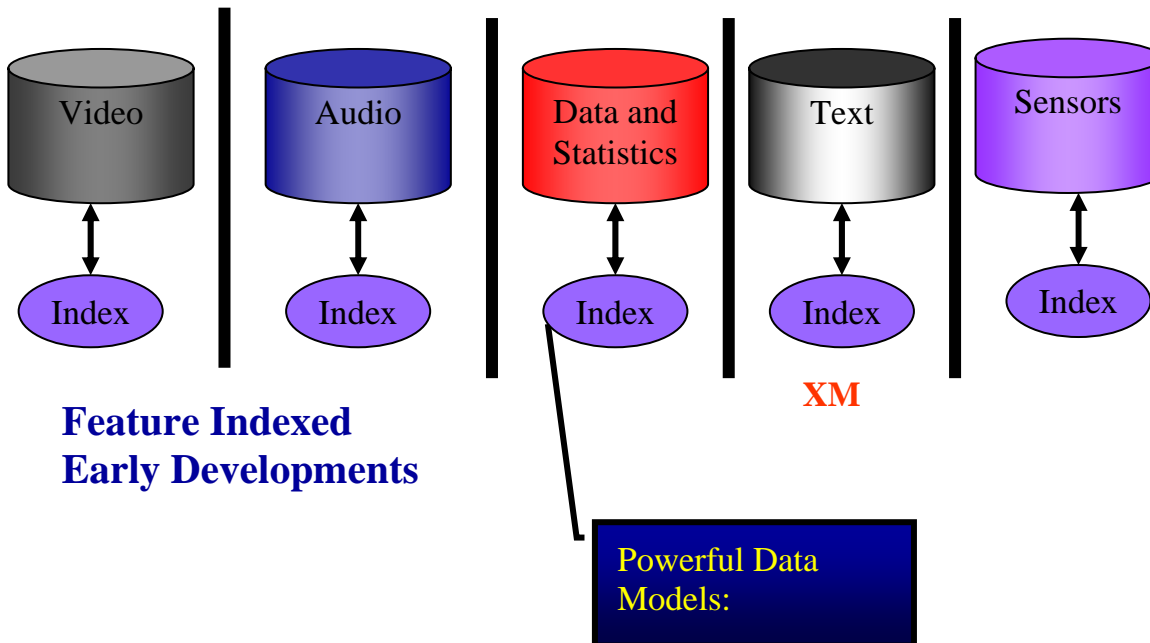 Video
Audio
Data and
Statistics
Text
Sensors
Index
Index
Index
Index
Index
XM
Feature Indexed
Early Developments
Powerful Data
Models: